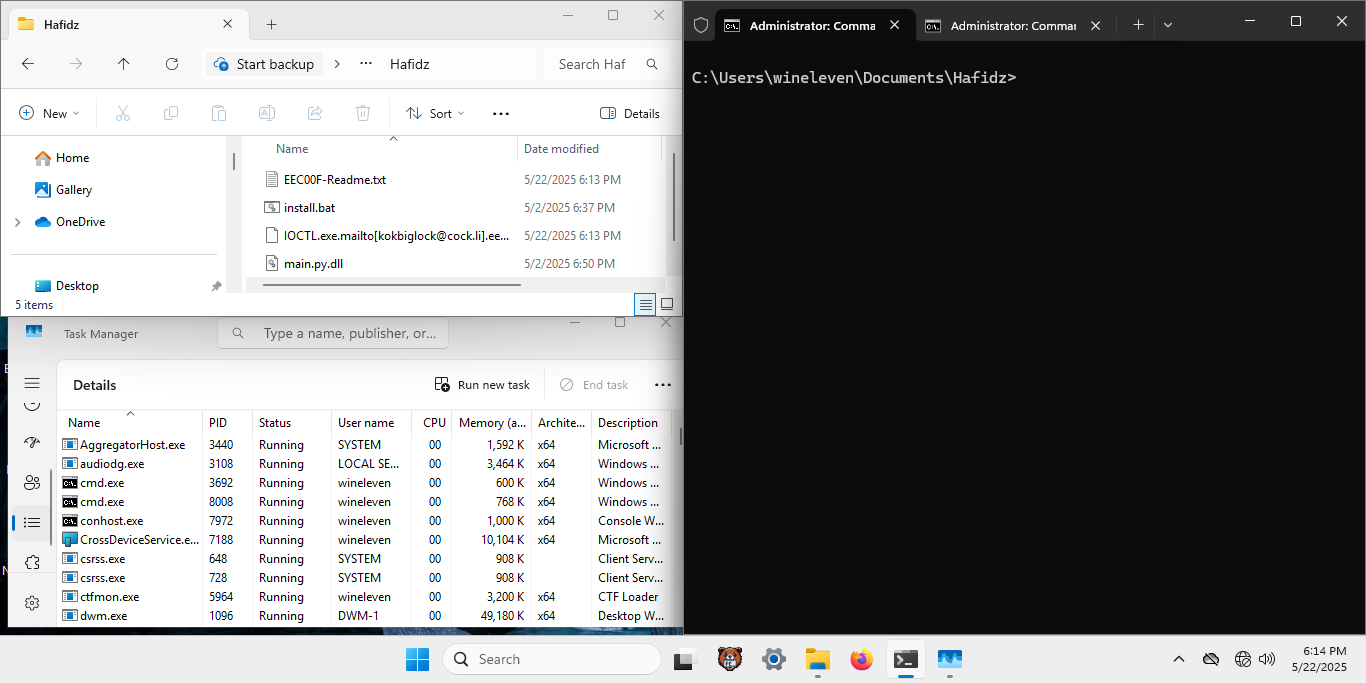 Hafidz
Start backup
Hafidz
Search Haf
New
Sort
Details
Home
Gallery
OneDrive
Desktop
Name
Date modified
EEC00F-Readme.txt
5/22/2025 6:13 PM
install.bat
5/2/2025 6:37 PM
IOCTL.exe.mailto[kokbiglock@cock.li].ee...
5/22/2025 6:13 PM
main.py.dll
5/2/2025 6:50 PM
5 items
Task Manager
Type a name, publisher, or...
Details
Run new task
End task
Name PID Status User name CPU Memory (a... Archite... Description
AggregatorHost.exe 3440 Running SYSTEM 00 1,592 K x64 Microsoft ...
audiodg.exe 3108 Running LOCAL SE... 00 3,464 K x64 Windows ...
cmd.exe 3692 Running wineleven 00 600 K x64 Windows ...
cmd.exe 8008 Running wineleven 00 768 K x64 Windows ...
conhost.exe 7972 Running wineleven 00 1,000 K x64 Console W...
CrossDeviceService.e... 7188 Running wineleven 00 10,104 K x64 Microsoft ...
csrss.exe 648 Running SYSTEM 00 908 K Client Serv...
csrss.exe 728 Running SYSTEM 00 908 K Client Serv...
ctfmon.exe 5964 Running wineleven 00 3,200 K x64 CTF Loader
dwm.exe 1096 Running DWM-1 00 49,180 K x64 Desktop W...
Administrator: Comma
Administrator: Comman
C:\Users\wineleven\Documents\Hafidz>
Search
6:14 PM
5/22/2025